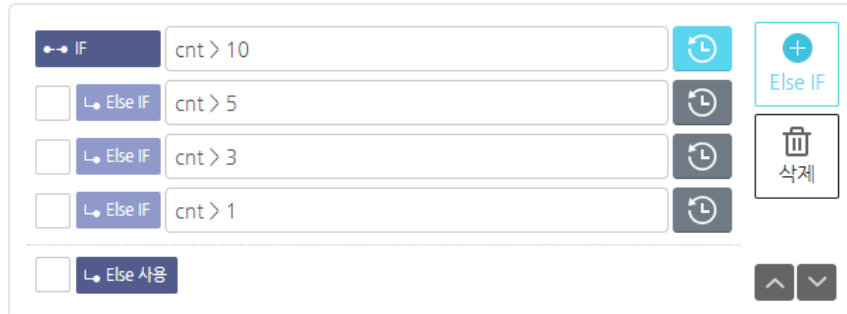 IF cnt > 10
Else IF cnt > 5
Else IF cnt > 3
Else IF cnt > 1
Else 사용
Else IF
삭제